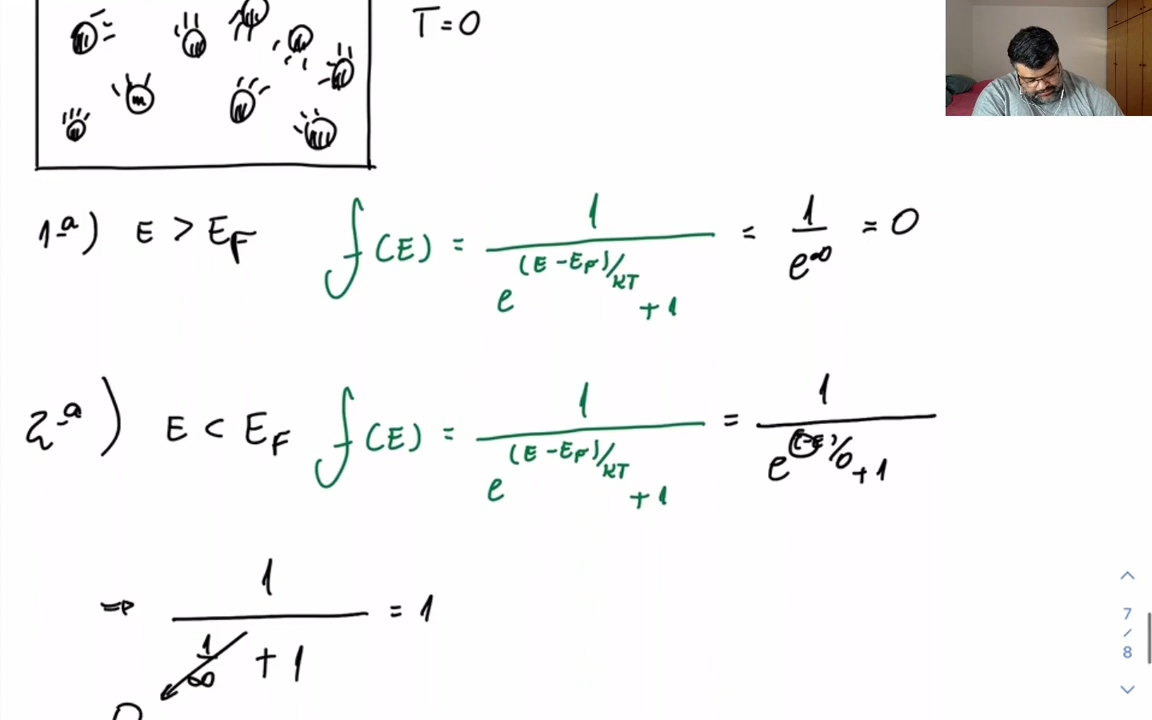 T=0
1ª) E > E_F f(E) = 1/(e^{(E-E_F)/KT} + 1) = 1/e^∞ = 0
2ª) E < E_F f(E) = 1/(e^{(E-E_F)/KT} + 1) = 1/(e^{(-E)/0} + 1)
⇒ 1/(1/∞ + 1) = 1
0
7
/
8